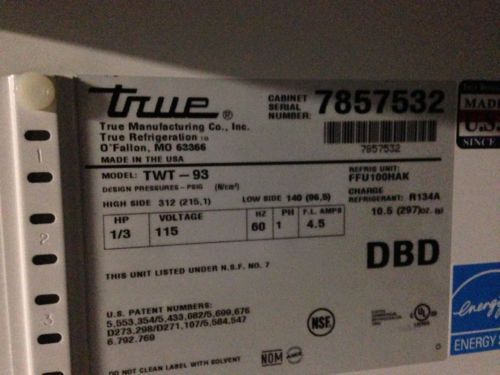 true ®
CABINET SERIAL NUMBER: 7857532
True Manufacturing Co., Inc.
True Refrigeration
O'Fallon, MO 63366
MADE IN THE USA
7857532
MODEL: TWT-93
REFRIG UNIT: FFU100HAK
DESIGN PRESSURES-PSIG (N/cm²)
HIGH SIDE 312 (215,1) LOW SIDE 140 (96,5)
CHARGE
REFRIGERANT: R134A
10.5 (297)oz.(g)
HP VOLTAGE HZ PH F.L. AMPS
1/3 115 60 1 4.5
DBD
THIS UNIT LISTED UNDER N.S.F. NO. 7
U.S. PATENT NUMBERS:
5,553,354/5,433,082/5,609,676
D273,298/D271,107/5,584,547
6,792,769
NSF
UL
NOM
DO NOT CLEAN LABEL WITH SOLVENT
1
2
3
MADE
U.S.
SINCE
energy
ENERGY S